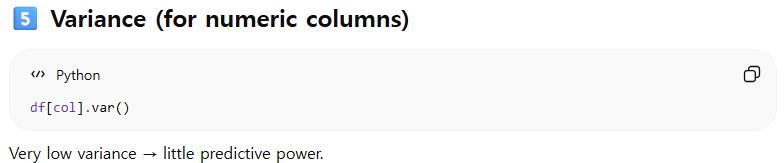 5️⃣ Variance (for numeric columns)
</> Python
df[col].var()
Very low variance → little predictive power.